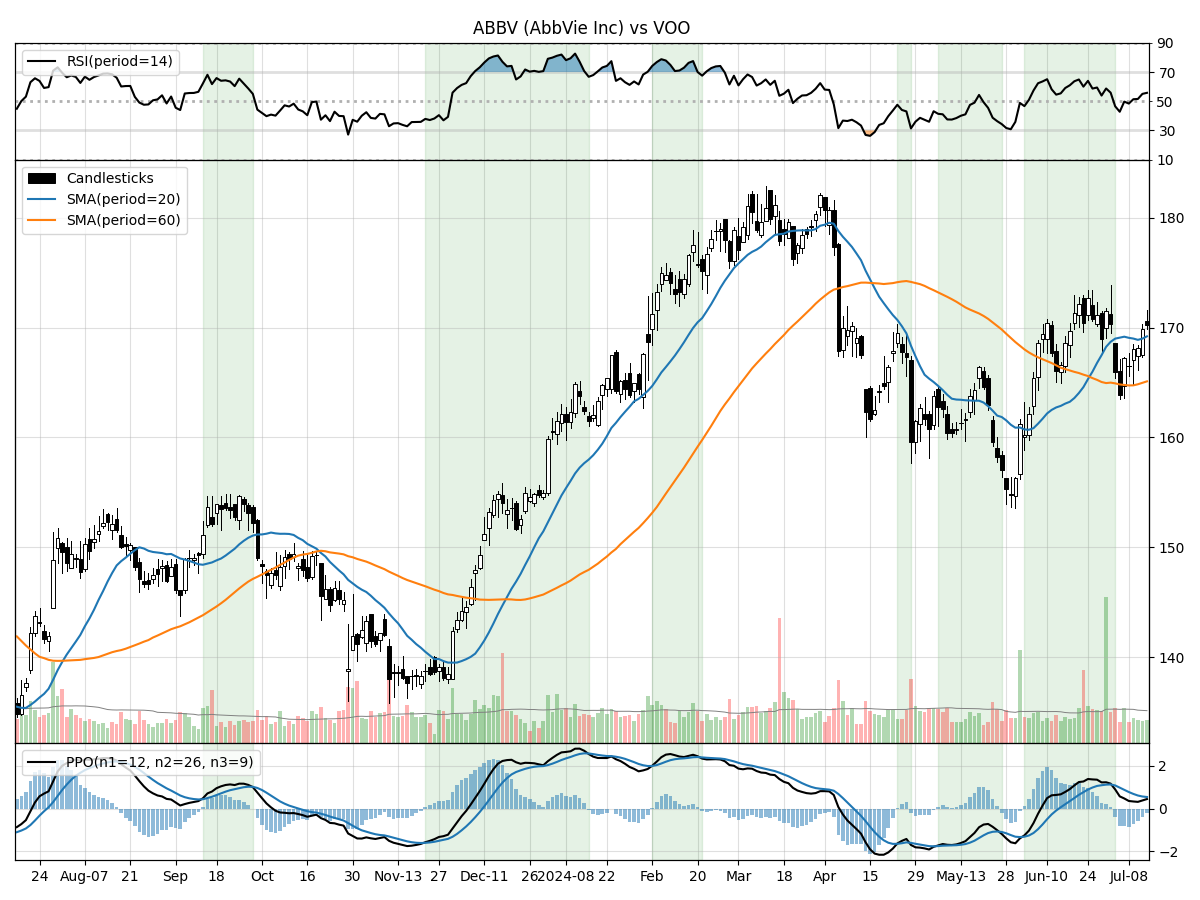 ABBV (AbbVie Inc) vs VOO
RSI(period=14)
90
70
50
30
10
Candlesticks
SMA(period=20)
SMA(period=60)
180
170
160
150
140
PPO(n1=12, n2=26, n3=9)
2
0
−2
24 Aug-07 21 Sep 18 Oct 16 30 Nov-13 27 Dec-11 26 2024-08 22 Feb 20 Mar 18 Apr 15 29 May-13 28 Jun-10 24 Jul-08